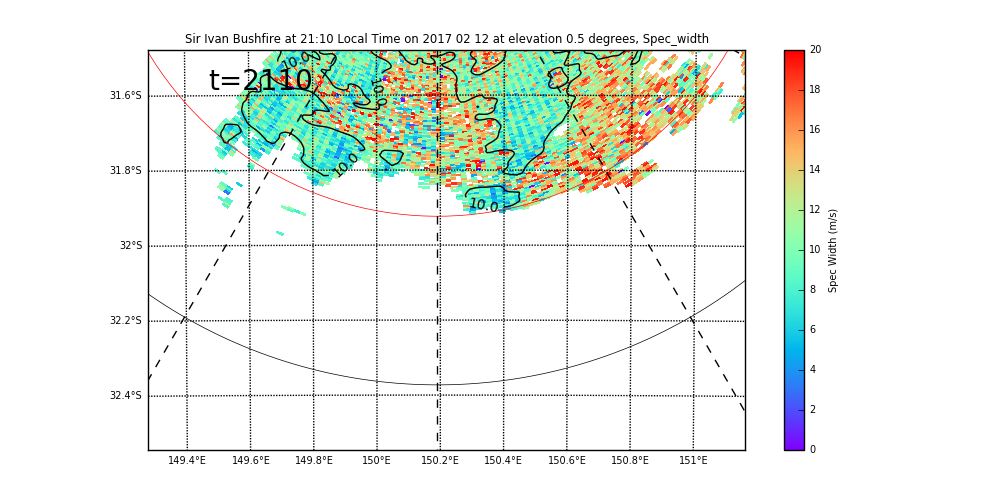 Sir Ivan Bushfire at 21:10 Local Time on 2017 02 12 at elevation 0.5 degrees, Spec_width
t=2110
10.0
10.0
10.0
10.0
31.6°S
31.8°S
32°S
32.2°S
32.4°S
149.4°E 149.6°E 149.8°E 150°E 150.2°E 150.4°E 150.6°E 150.8°E 151°E
20
18
16
14
12
10
8
6
4
2
0
Spec Width (m/s)